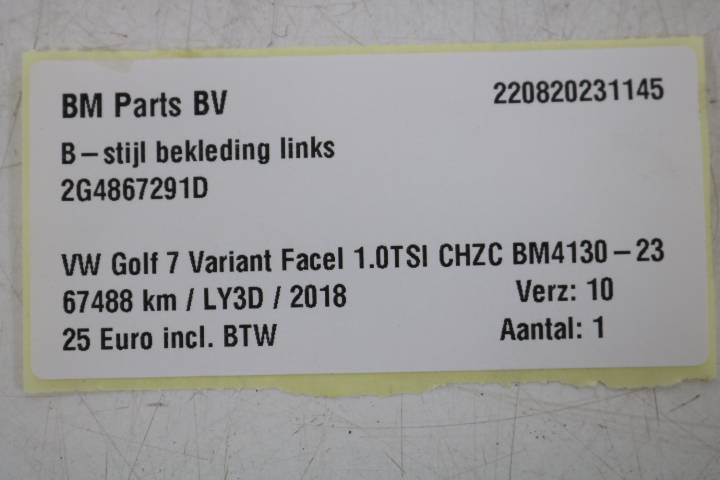 BM Parts BV 220820231145
B-stijl bekleding links
2G4867291D
VW Golf 7 Variant Facel 1.0TSI CHZC BM4130-23
67488 km / LY3D / 2018 Verz: 10
25 Euro incl. BTW Aantal: 1